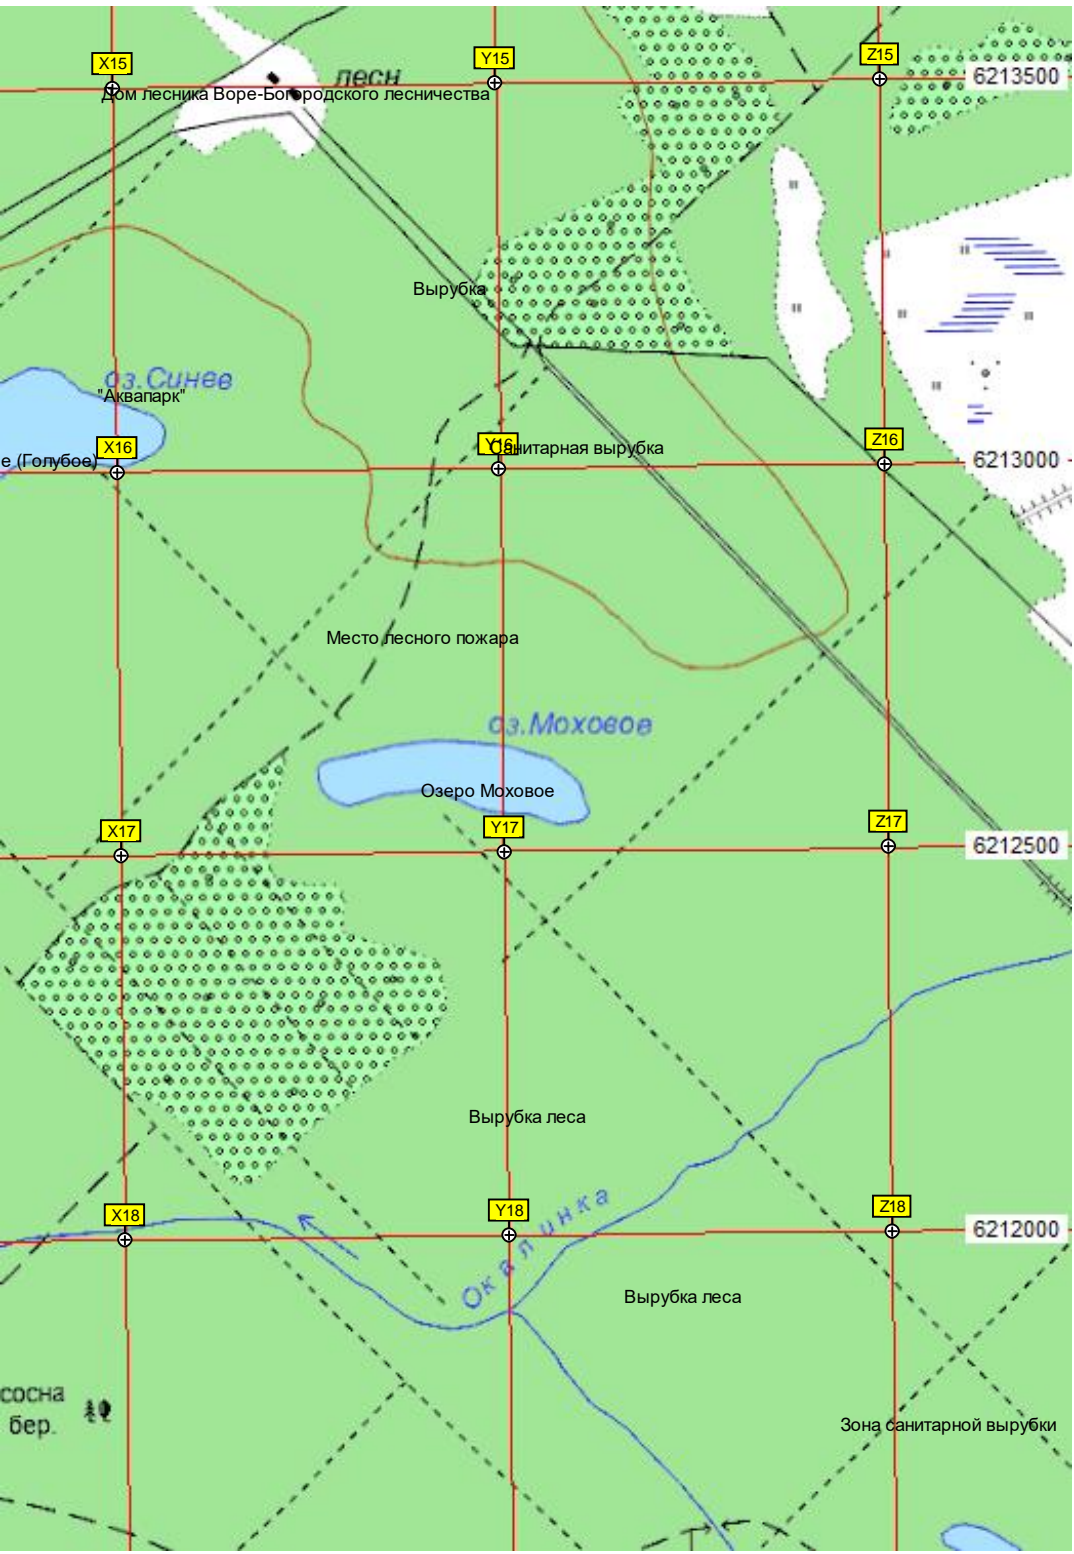 X15
Y15
Z15
лесн
6213500
Дом лесника Воре-Богородского лесничества
Вырубка
оз.Синее
"Аквапарк"
X16
Y16
Z16
Санитарная вырубка
е (Голубое)
6213000
Место лесного пожара
оз.Моховое
Озеро Моховое
X17
Y17
Z17
6212500
Вырубка леса
Окалинка
X18
Y18
Z18
6212000
Вырубка леса
сосна
бер.
Зона санитарной вырубки